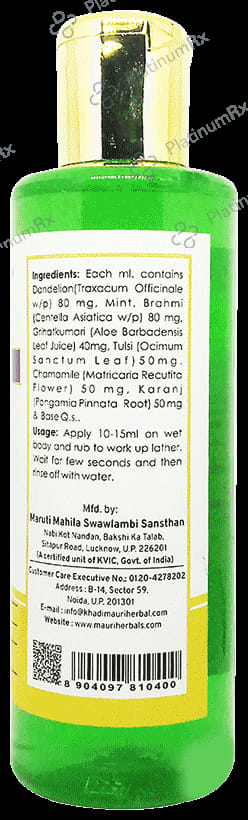 PlatinumRx
PlatinumRx
PlatinumRx
PlatinumRx
Ingredients: Each ml. contains
Dandelion(Traxacum Officinale
w/p) 80 mg, Mint, Brahmi
(Centella Asiatica w/p) 80 mg,
Grihatkumari (Aloe Barbadensis
Leaf Juice) 40mg, Tulsi (Ocimum
Sanctum Leaf) 50mg.
Chamomile (Matricaria Recutita
Flower) 50 mg, Karanj
(Pongamia Pinnata Root) 50mg
& Base Q.s..
Usage: Apply 10-15ml on wet
body and rub to work up lather.
Wait for few seconds and then
rinse off with water.
Mfd. by:
Maruti Mahila Swawlambi Sansthan
Nabi Kot Nandan, Bakshi Ka Talab,
Sitapur Road, Lucknow, U.P. 226201
(A certified unit of KVIC, Govt. of India)
Customer Care Executive No.: 0120-4278202
Address : B-14, Sector 59,
Noida, U.P. 201301
E-mail : info@khadimauriherbal.com
Website : www.mauriherbals.com
8 904097 810400